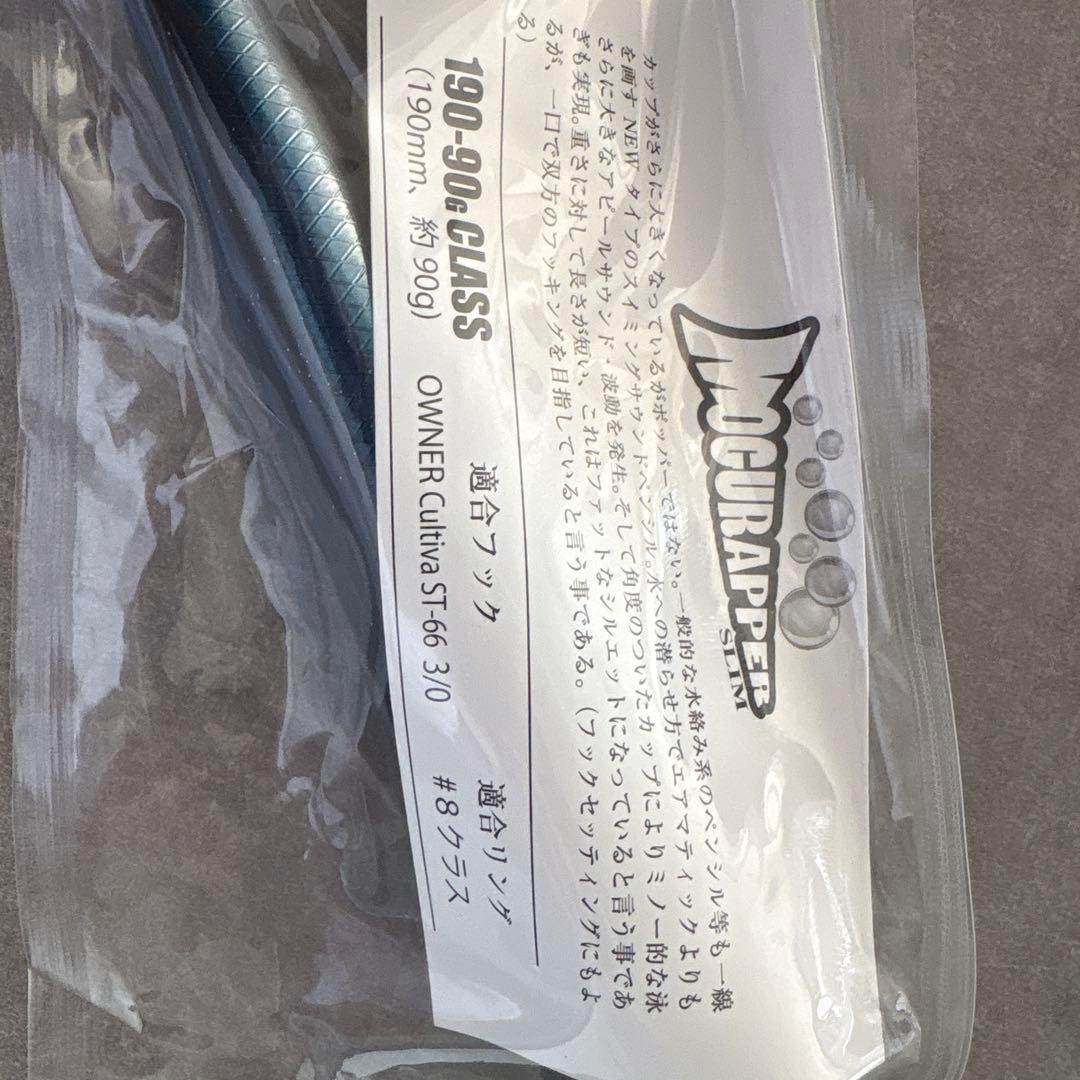 MOCURAPPER
SLIM
カップがさらに大きくなっているがポッパーではない。一般的な水絡み系のペンシル等も一線
を画す NEW タイプのスイミングサウンドペンシル。水への潜らせ方でエアマティックよりも
さらに大きなアピールサウンド・波動を発生。そして角度のついたカップによりミノー的な泳
ぎも実現。重さに対して長さが短い、これはファットなシルエットになっていると言う事であ
るが、一口で双方のフッキングを目指していると言う事である。(フックセッティングにもよ
る)
190-90G CLASS 適合フック 適合リング
(190mm、約 90g) OWNER Cultiva ST-66 3/0 #8クラス